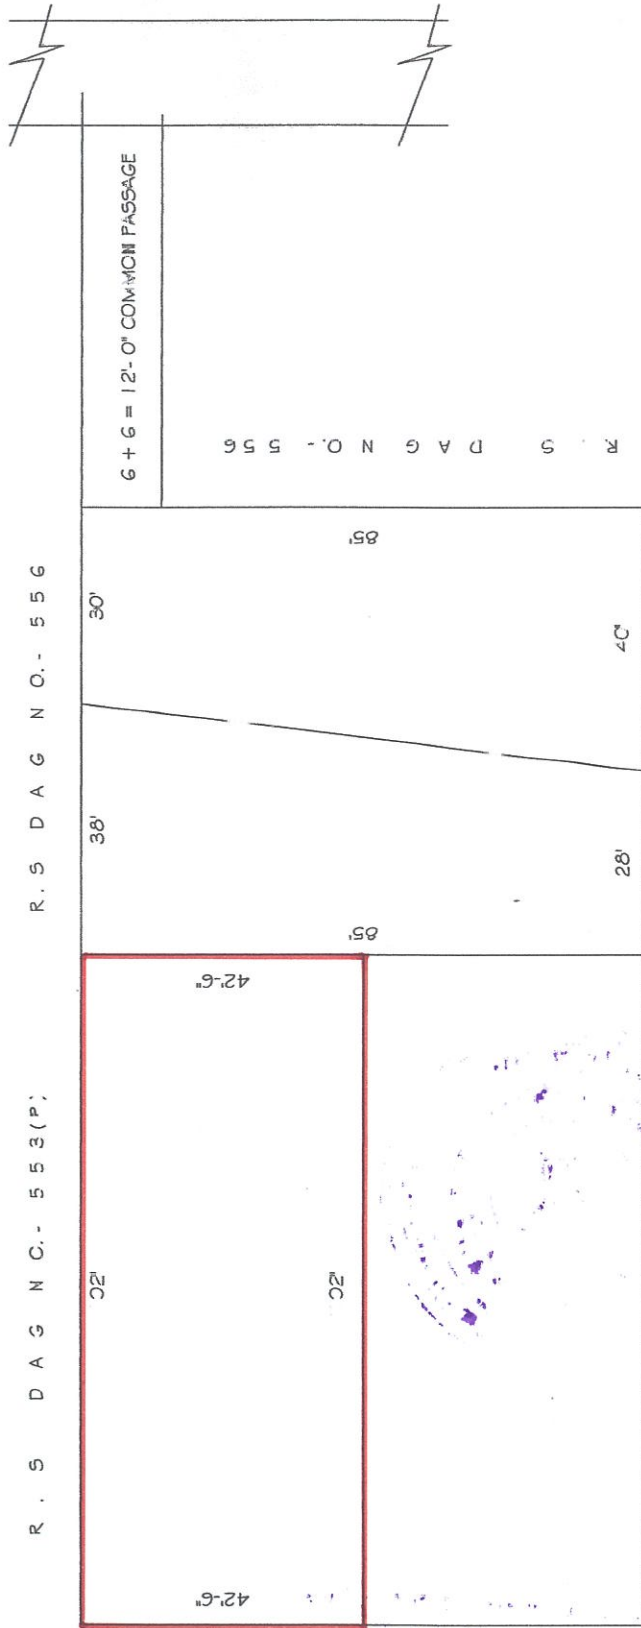 R.S DAG NO.- 553(P)
R.S DAG NO.- 556
38'
30'
6 + 6 = 12'-0" COMMON PASSAGE
42'-6"
42'-6"
85'
85'
R.S DAG NO.- 556
28'
40'